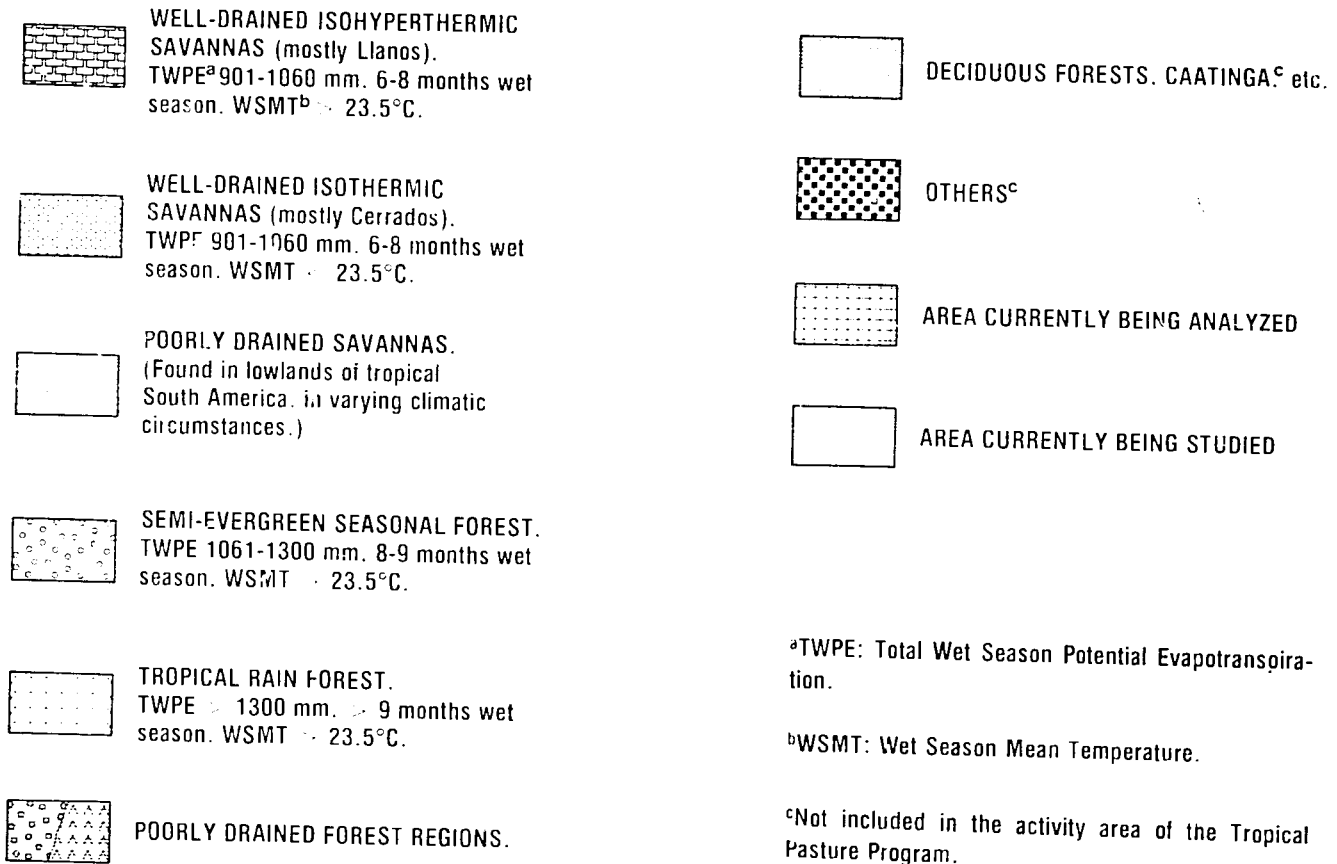 WELL-DRAINED ISOHYPERTHERMIC
SAVANNAS (mostly Llanos).
TWPEᵃ 901-1060 mm. 6-8 months wet
season. WSMTᵇ 23.5°C.
WELL-DRAINED ISOTHERMIC
SAVANNAS (mostly Cerrados).
TWPE 901-1060 mm. 6-8 months wet
season. WSMT 23.5°C.
POORLY DRAINED SAVANNAS.
(Found in lowlands of tropical
South America. in varying climatic
circumstances.)
SEMI-EVERGREEN SEASONAL FOREST.
TWPE 1061-1300 mm. 8-9 months wet
season. WSMT 23.5°C.
TROPICAL RAIN FOREST.
TWPE > 1300 mm. > 9 months wet
season. WSMT 23.5°C.
POORLY DRAINED FOREST REGIONS.
DECIDUOUS FORESTS. CAATINGA.ᶜ etc.
OTHERSᶜ
AREA CURRENTLY BEING ANALYZED
AREA CURRENTLY BEING STUDIED
ᵃTWPE: Total Wet Season Potential Evapotranspira-
tion.
ᵇWSMT: Wet Season Mean Temperature.
ᶜNot included in the activity area of the Tropical
Pasture Program.